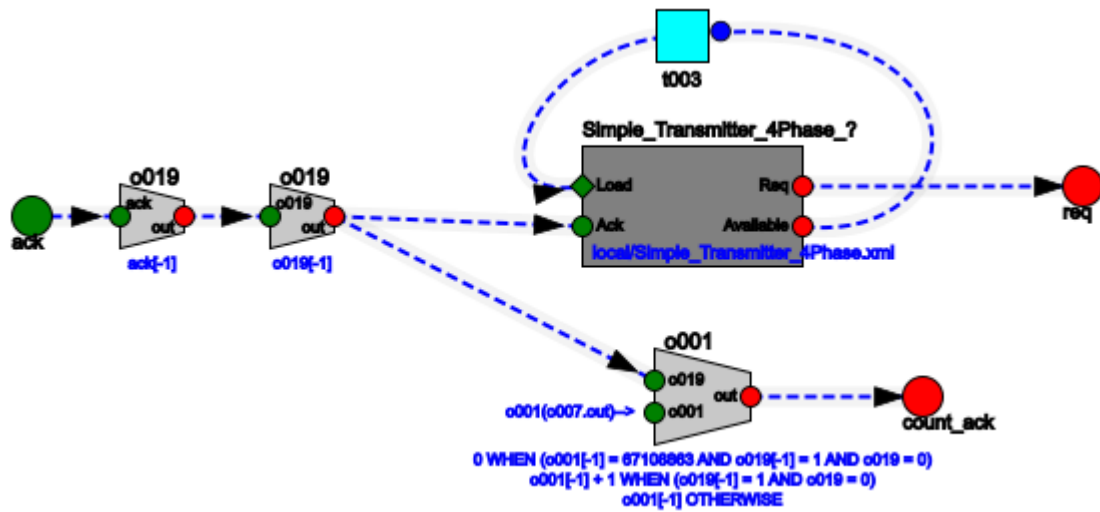 t003
Simple_Transmitter_4Phase_?
Load
Req
Ack
Available
local/Simple_Transmitter_4Phase.xml
req
o019
ack
out
ack[-1]
o019
o019
out
o019[-1]
ack
o001
o019
out
o001(o007.out)-->
o001
count_ack
0 WHEN (o001[-1] = 67108863 AND o019[-1] = 1 AND o019 = 0)
o001[-1] + 1 WHEN (o019[-1] = 1 AND o019 = 0)
o001[-1] OTHERWISE